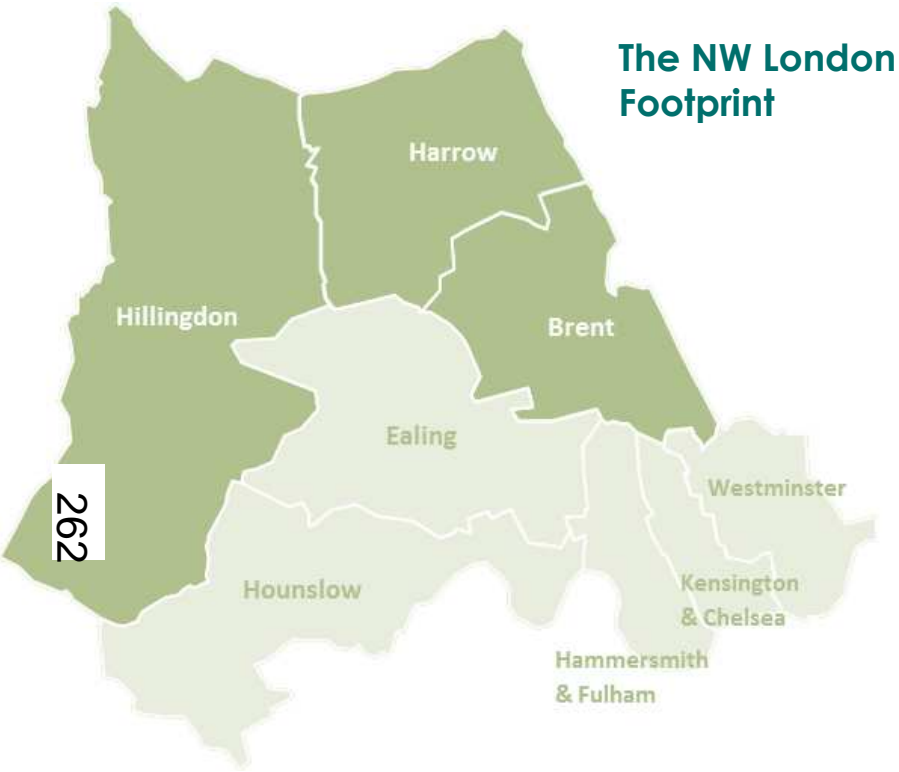 The NW London
Footprint
Harrow
Hillingdon
Brent
Ealing
Westminster
262
Hounslow
Kensington
& Chelsea
Hammersmith
& Fulham